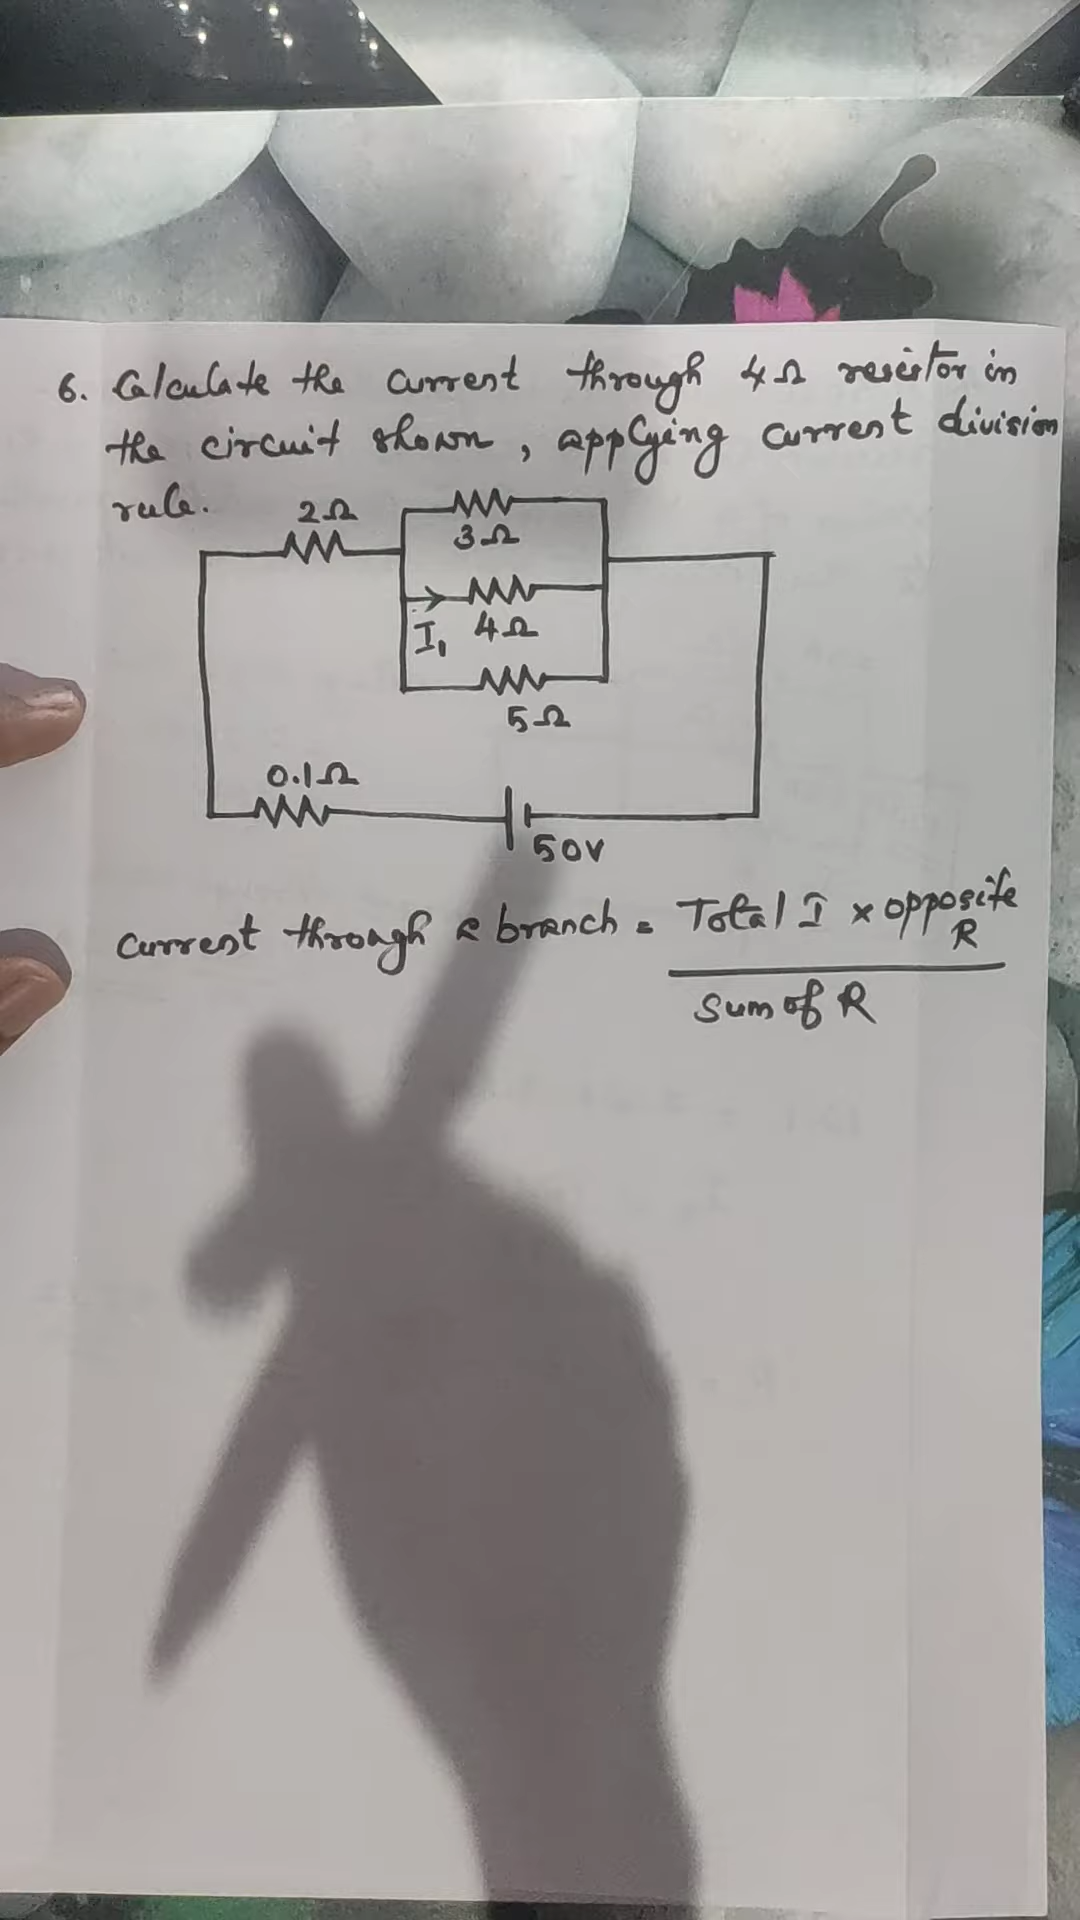 6. Calculate the current through 4Ω resistor in
the circuit shown, applying current division
rule.
2Ω
3Ω
I₁ 4Ω
5Ω
0.1Ω
50V
current through a branch = Total I × opposite R
Sum of R